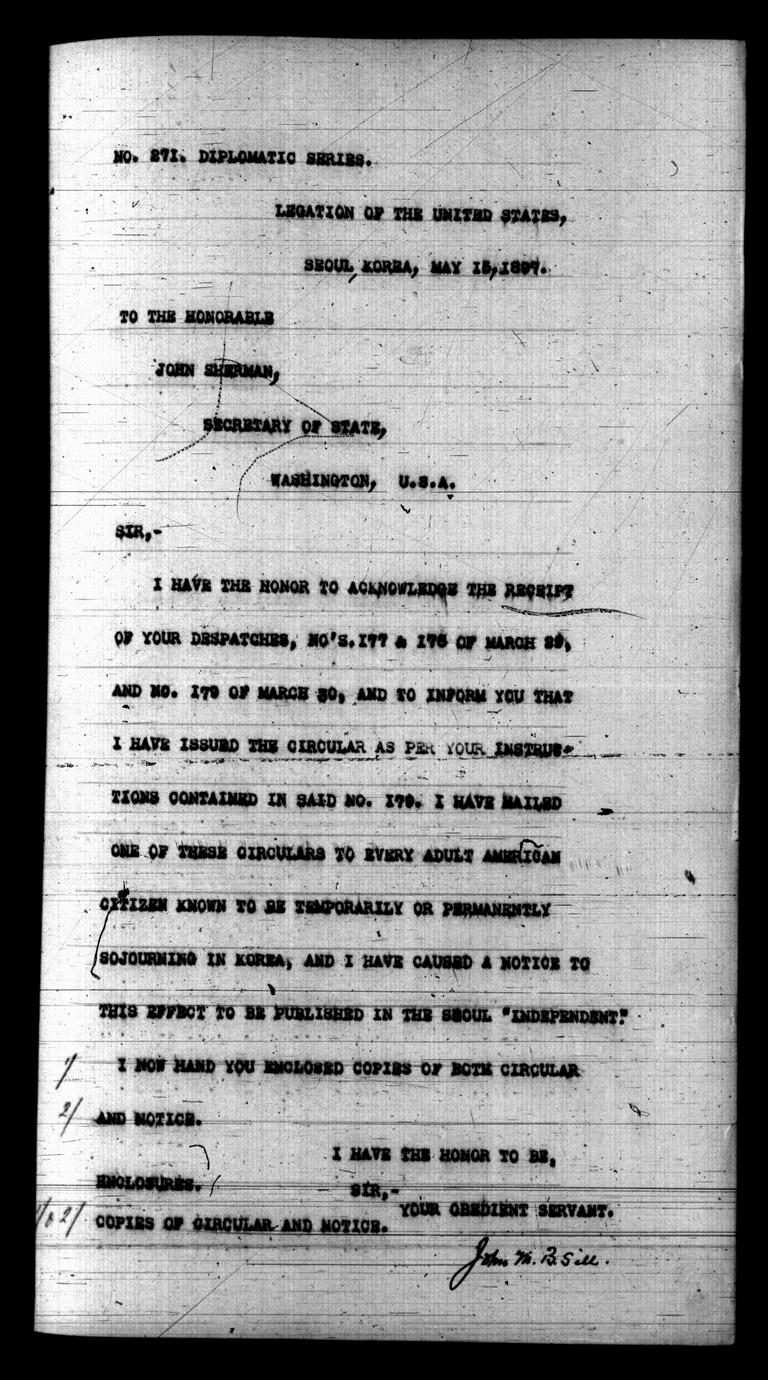 NO. 271. DIPLOMATIC SERIES.
LEGATION OF THE UNITED STATES,
SEOUL, KOREA, MAY 15, 1897.
TO THE HONORABLE
JOHN SHERMAN,
SECRETARY OF STATE,
WASHINGTON, U.S.A.
SIR,-
I HAVE THE HONOR TO ACKNOWLEDGE THE RECEIPT
OF YOUR DESPATCHES, NO'S. 177 & 178 OF MARCH 29,
AND NO. 179 OF MARCH 30, AND TO INFORM YOU THAT
I HAVE ISSUED THE CIRCULAR AS PER YOUR INSTRUC-
TIONS CONTAINED IN SAID NO. 179. I HAVE MAILED
ONE OF THESE CIRCULARS TO EVERY ADULT AMERICAN
CITIZEN KNOWN TO BE TEMPORARILY OR PERMANENTLY
SOJOURNING IN KOREA, AND I HAVE CAUSED A NOTICE TO
THIS EFFECT TO BE PUBLISHED IN THE SEOUL "INDEPENDENT."
1/ I NOW HAND YOU ENCLOSED COPIES OF BOTH CIRCULAR
2/ AND NOTICE.
I HAVE THE HONOR TO BE,
ENCLOSURES. SIR,-
YOUR OBEDIENT SERVANT.
COPIES OF CIRCULAR AND NOTICE.
John M. B. Sill.